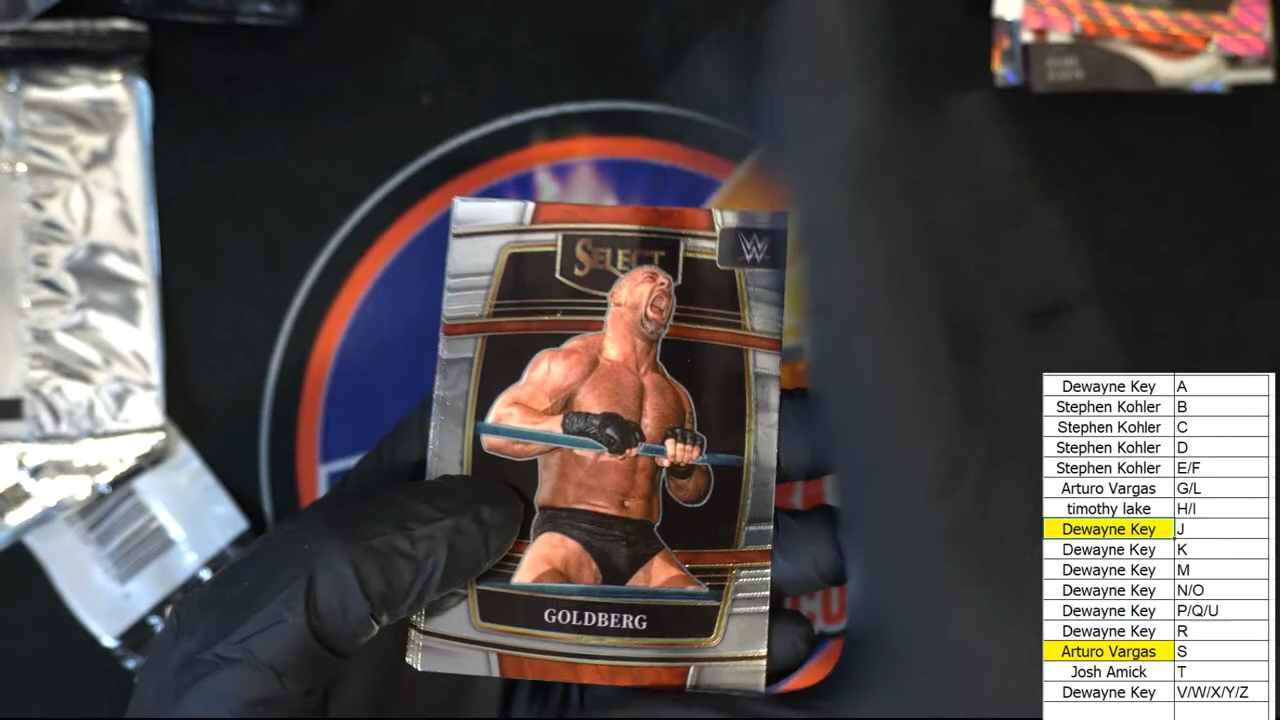 SELECT
W
GOLDBERG
Dewayne Key A
Stephen Kohler B
Stephen Kohler C
Stephen Kohler D
Stephen Kohler E/F
Arturo Vargas G/L
timothy lake H/I
Dewayne Key J
Dewayne Key K
Dewayne Key M
Dewayne Key N/O
Dewayne Key P/Q/U
Dewayne Key R
Arturo Vargas S
Josh Amick T
Dewayne Key V/W/X/Y/Z